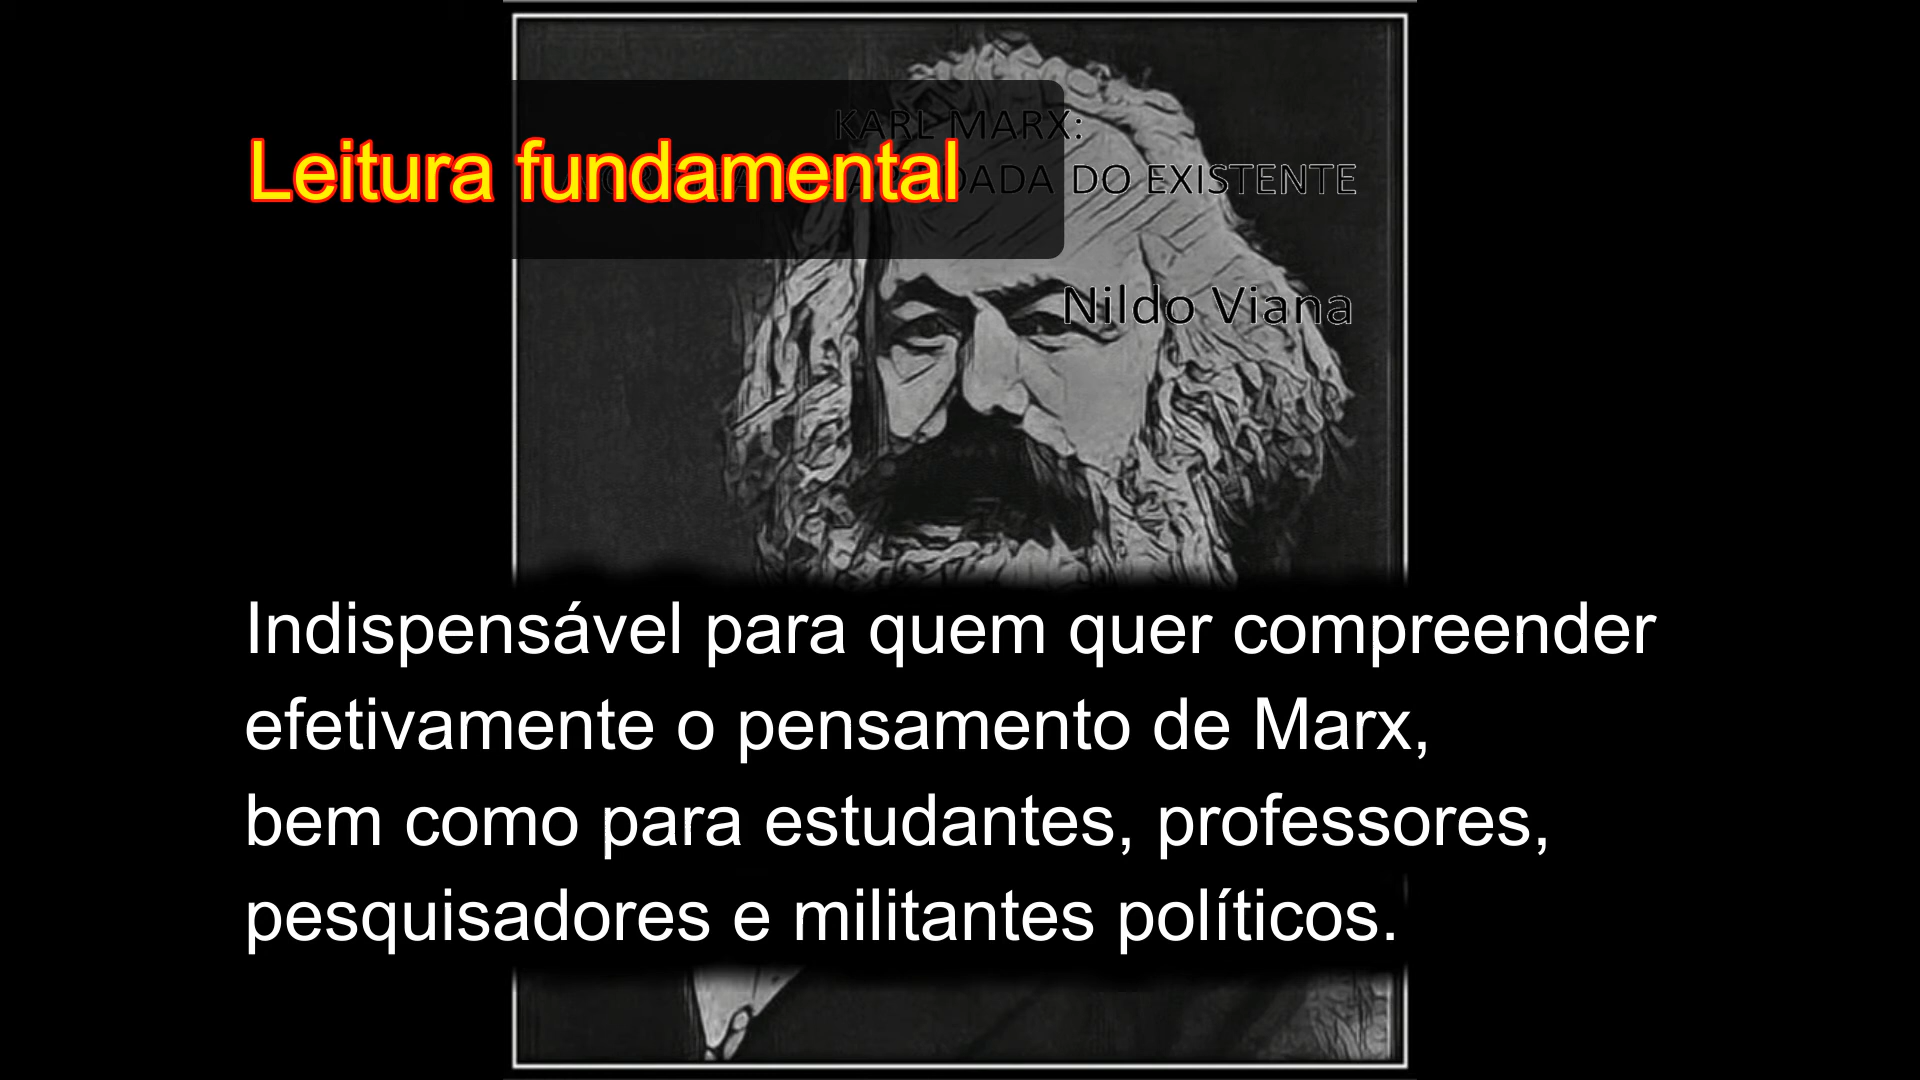 KARL MARX:
Leitura fundamental
DO EXISTENTE
Nildo Viana
Indispensável para quem quer compreender
efetivamente o pensamento de Marx,
bem como para estudantes, professores,
pesquisadores e militantes políticos.